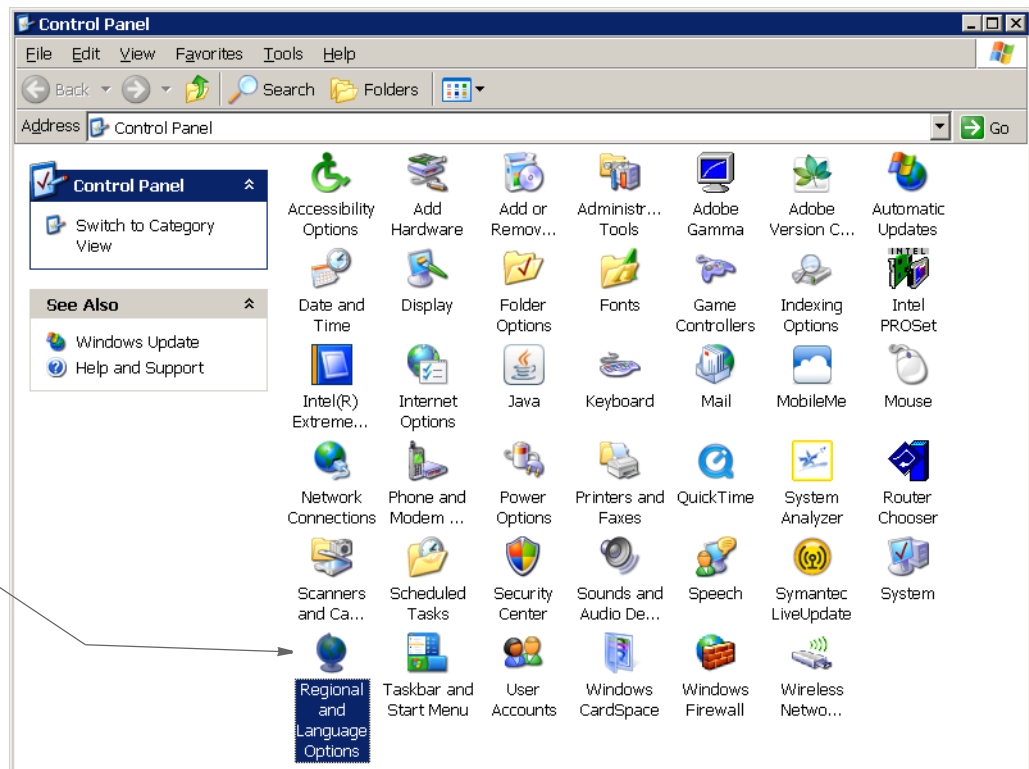 Control Panel
File Edit View Favorites Tools Help
Back Search Folders
Address Control Panel Go
Control Panel
Switch to Category
View
See Also
Windows Update
Help and Support
Accessibility
Options
Add
Hardware
Add or
Remov...
Administr...
Tools
Adobe
Gamma
Adobe
Version C...
Automatic
Updates
Date and
Time
Display
Folder
Options
Fonts
Game
Controllers
Indexing
Options
INTEL
Intel
PROSet
Intel(R)
Extreme...
Internet
Options
Java
Keyboard
Mail
MobileMe
Mouse
Network
Connections
Phone and
Modem ...
Power
Options
Printers and
Faxes
QuickTime
System
Analyzer
Router
Chooser
Scanners
and Ca...
Scheduled
Tasks
Security
Center
Sounds and
Audio De...
Speech
Symantec
LiveUpdate
System
Regional
and
Language
Options
Taskbar and
Start Menu
User
Accounts
Windows
CardSpace
Windows
Firewall
Wireless
Netwo...